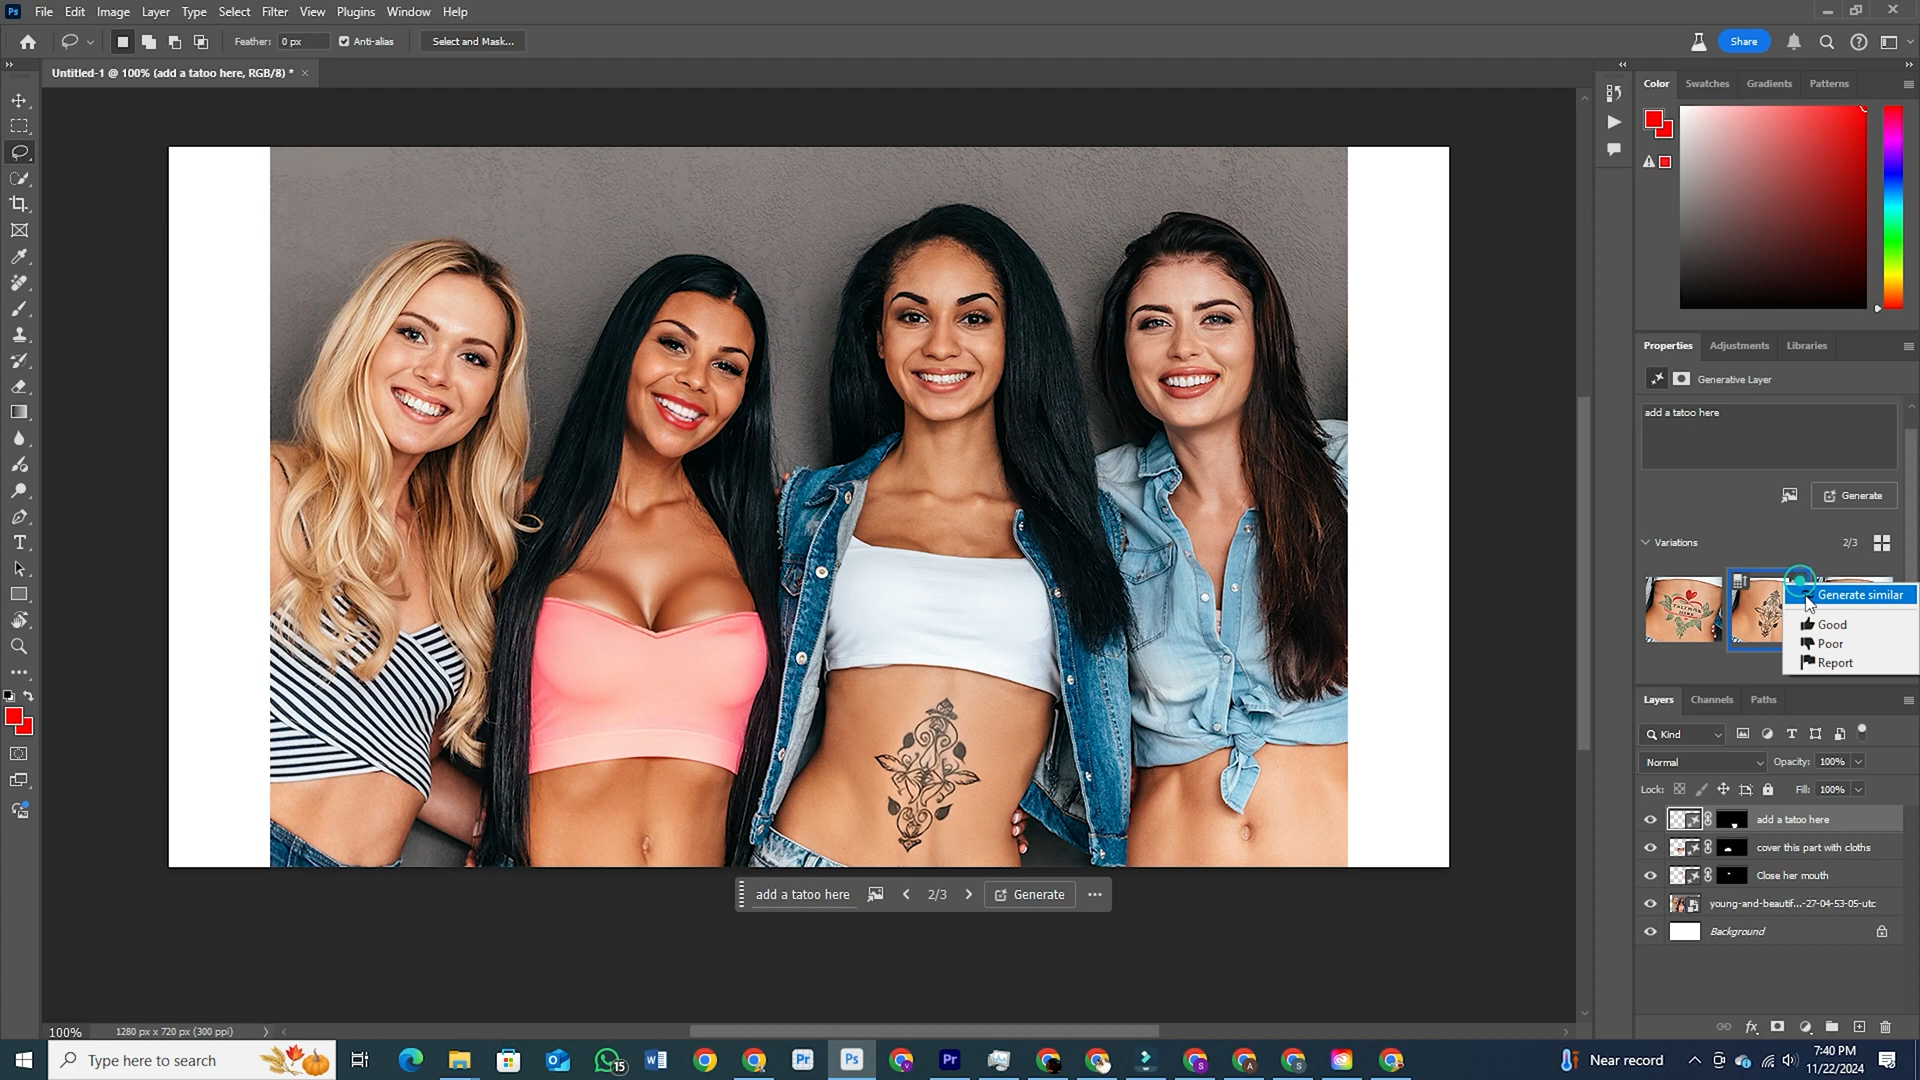 Ps File Edit Image Layer Type Select Filter View Plugins Window Help
Feather: 0 px Anti-alias Select and Mask... Share
Untitled-1 @ 100% (add a tatoo here, RGB/8) *
Color Swatches Gradients Patterns
Properties Adjustments Libraries
Generative Layer
add a tatoo here
Generate
Variations 2/3
Generate similar
Good
Poor
Report
Layers Channels Paths
Kind
Normal Opacity: 100%
Lock: Fill: 100%
add a tatoo here
cover this part with cloths
Close her mouth
young-and-beautif...-27-04-53-05-utc
Background
add a tatoo here 2/3 Generate
100% 1280 px x 720 px (300 ppi)
Type here to search
15
Pr
Ps
Pr
Near record
7:40 PM
11/22/2024